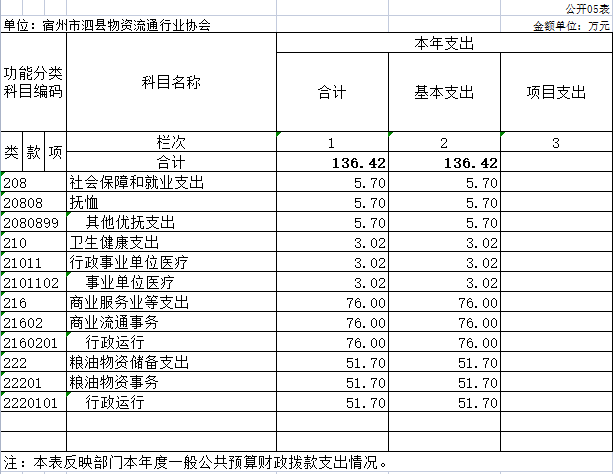 公开05表
单位：宿州市泗县物资流通行业协会 金额单位：万元
功能分类科目编码 科目名称 本年支出
合计 基本支出 项目支出
类 款 项 栏次 1 2 3
合计 136.42 136.42
208 社会保障和就业支出 5.70 5.70
20808 抚恤 5.70 5.70
2080899 其他优抚支出 5.70 5.70
210 卫生健康支出 3.02 3.02
21011 行政事业单位医疗 3.02 3.02
2101102 事业单位医疗 3.02 3.02
216 商业服务业等支出 76.00 76.00
21602 商业流通事务 76.00 76.00
2160201 行政运行 76.00 76.00
222 粮油物资储备支出 51.70 51.70
22201 粮油物资事务 51.70 51.70
2220101 行政运行 51.70 51.70
注：本表反映部门本年度一般公共预算财政拨款支出情况。